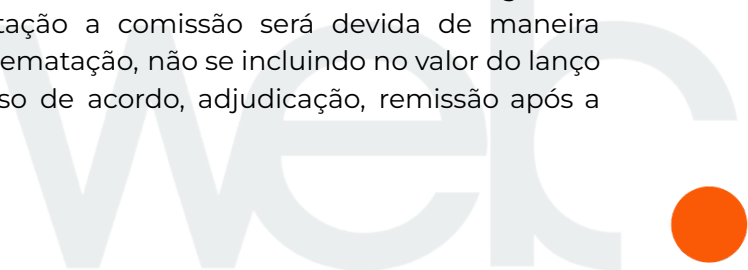 tação a comissão será devida de maneira
ematação, não se incluindo no valor do lanço
so de acordo, adjudicação, remissão após a
web